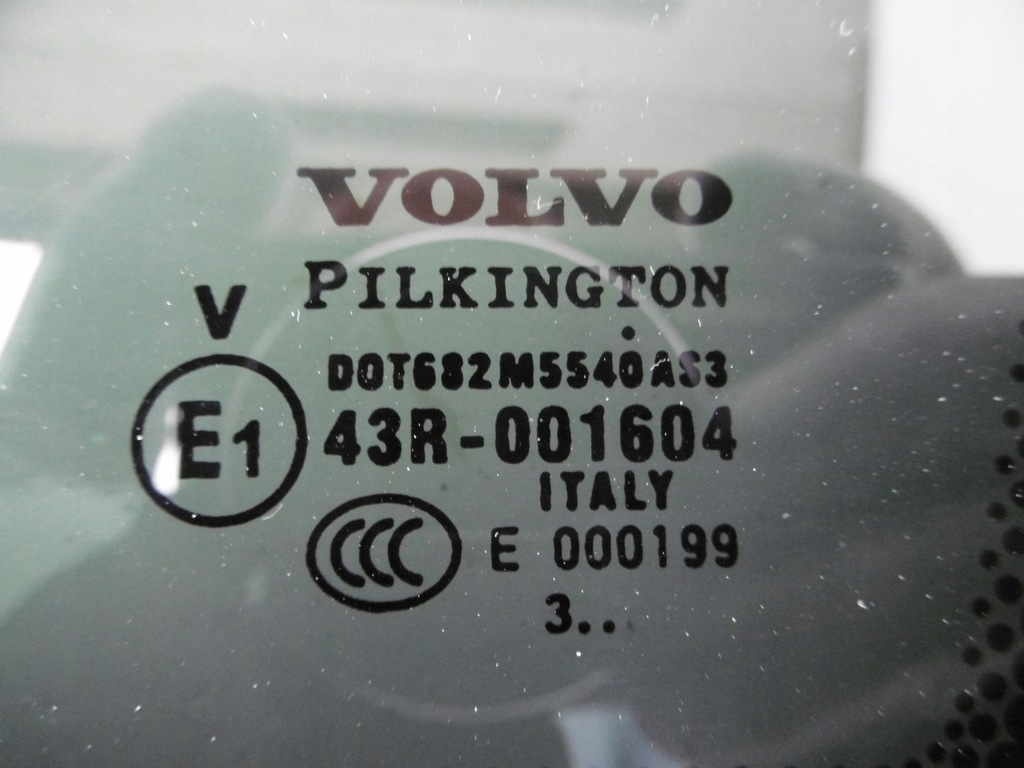 VOLVO
PILKINGTON
V
DOT682M5540AS3
E1
43R-001604
ITALY
CCC E 000199
3..